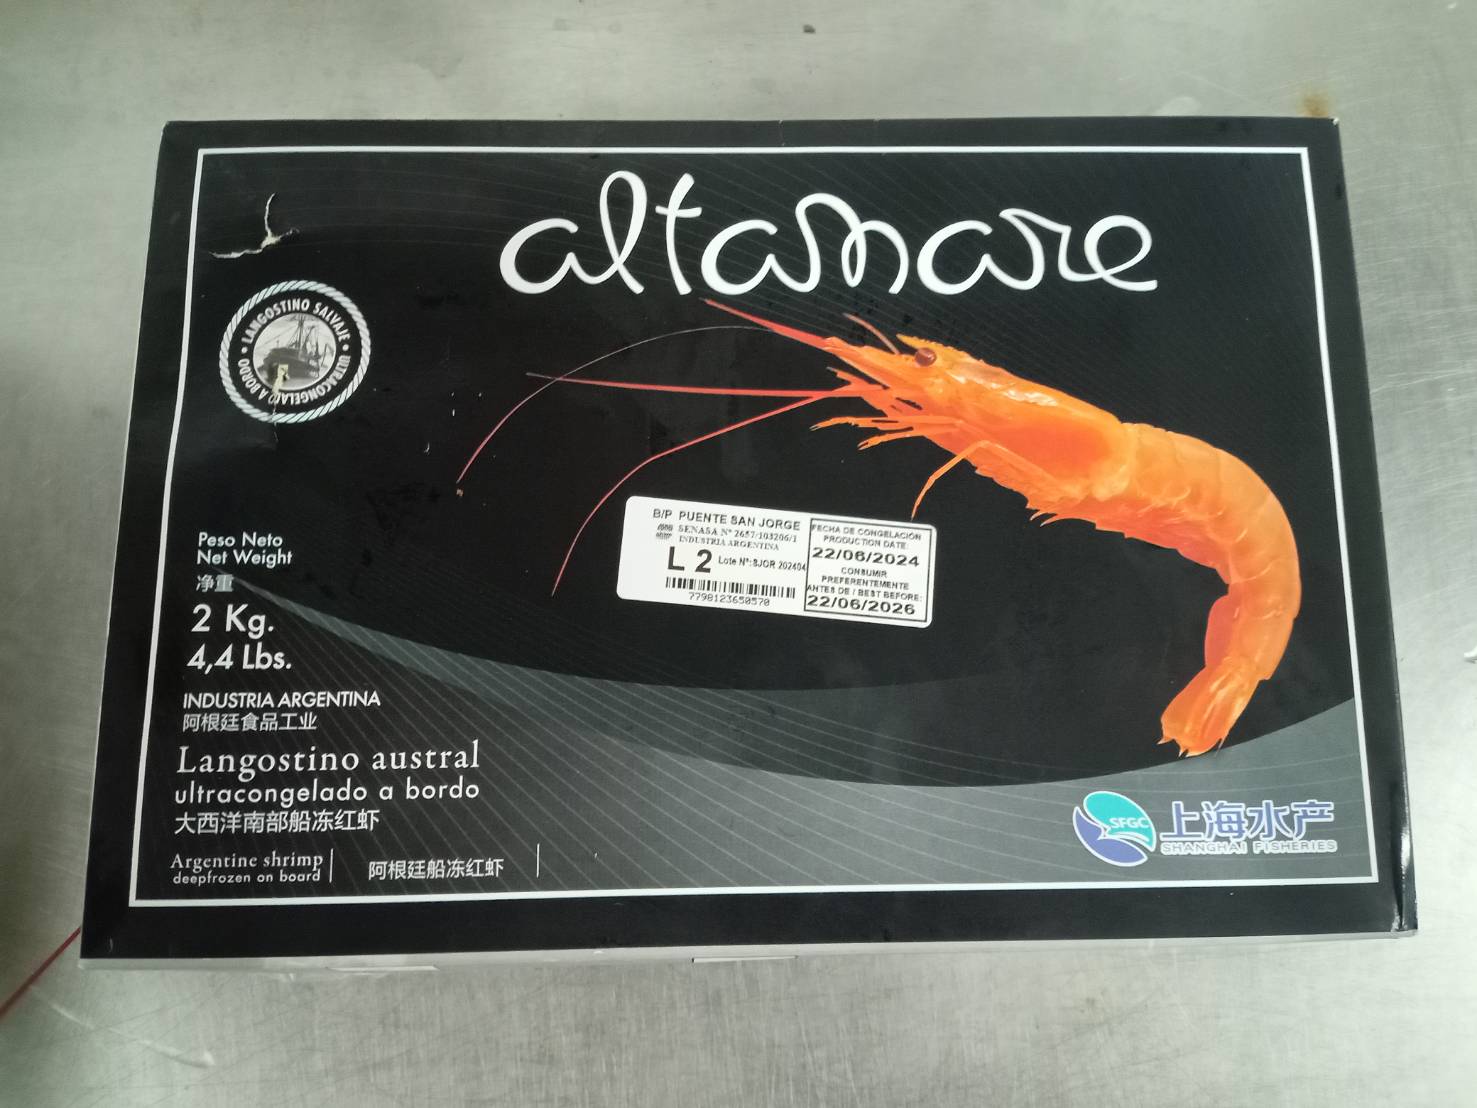 altamare
LANGOSTINO SALVAJE • ULTRACONGELADO A BORDO •
B/P PUENTE SAN JORGE
SENASA Nº 2657/103206/1
INDUSTRIA ARGENTINA
L 2 Lote Nº: SJOR 202404
7798123650570
FECHA DE CONGELACIÓN
PRODUCTION DATE:
22/06/2024
CONSUMIR
PREFERENTEMENTE
ANTES DE / BEST BEFORE:
22/06/2026
Peso Neto
Net Weight
净重
2 Kg.
4,4 Lbs.
INDUSTRIA ARGENTINA
阿根廷食品工业
Langostino austral
ultracongelado a bordo
大西洋南部船冻红虾
Argentine shrimp
deepfrozen on board
阿根廷船冻红虾
SFGC
上海水产
SHANGHAI FISHERIES